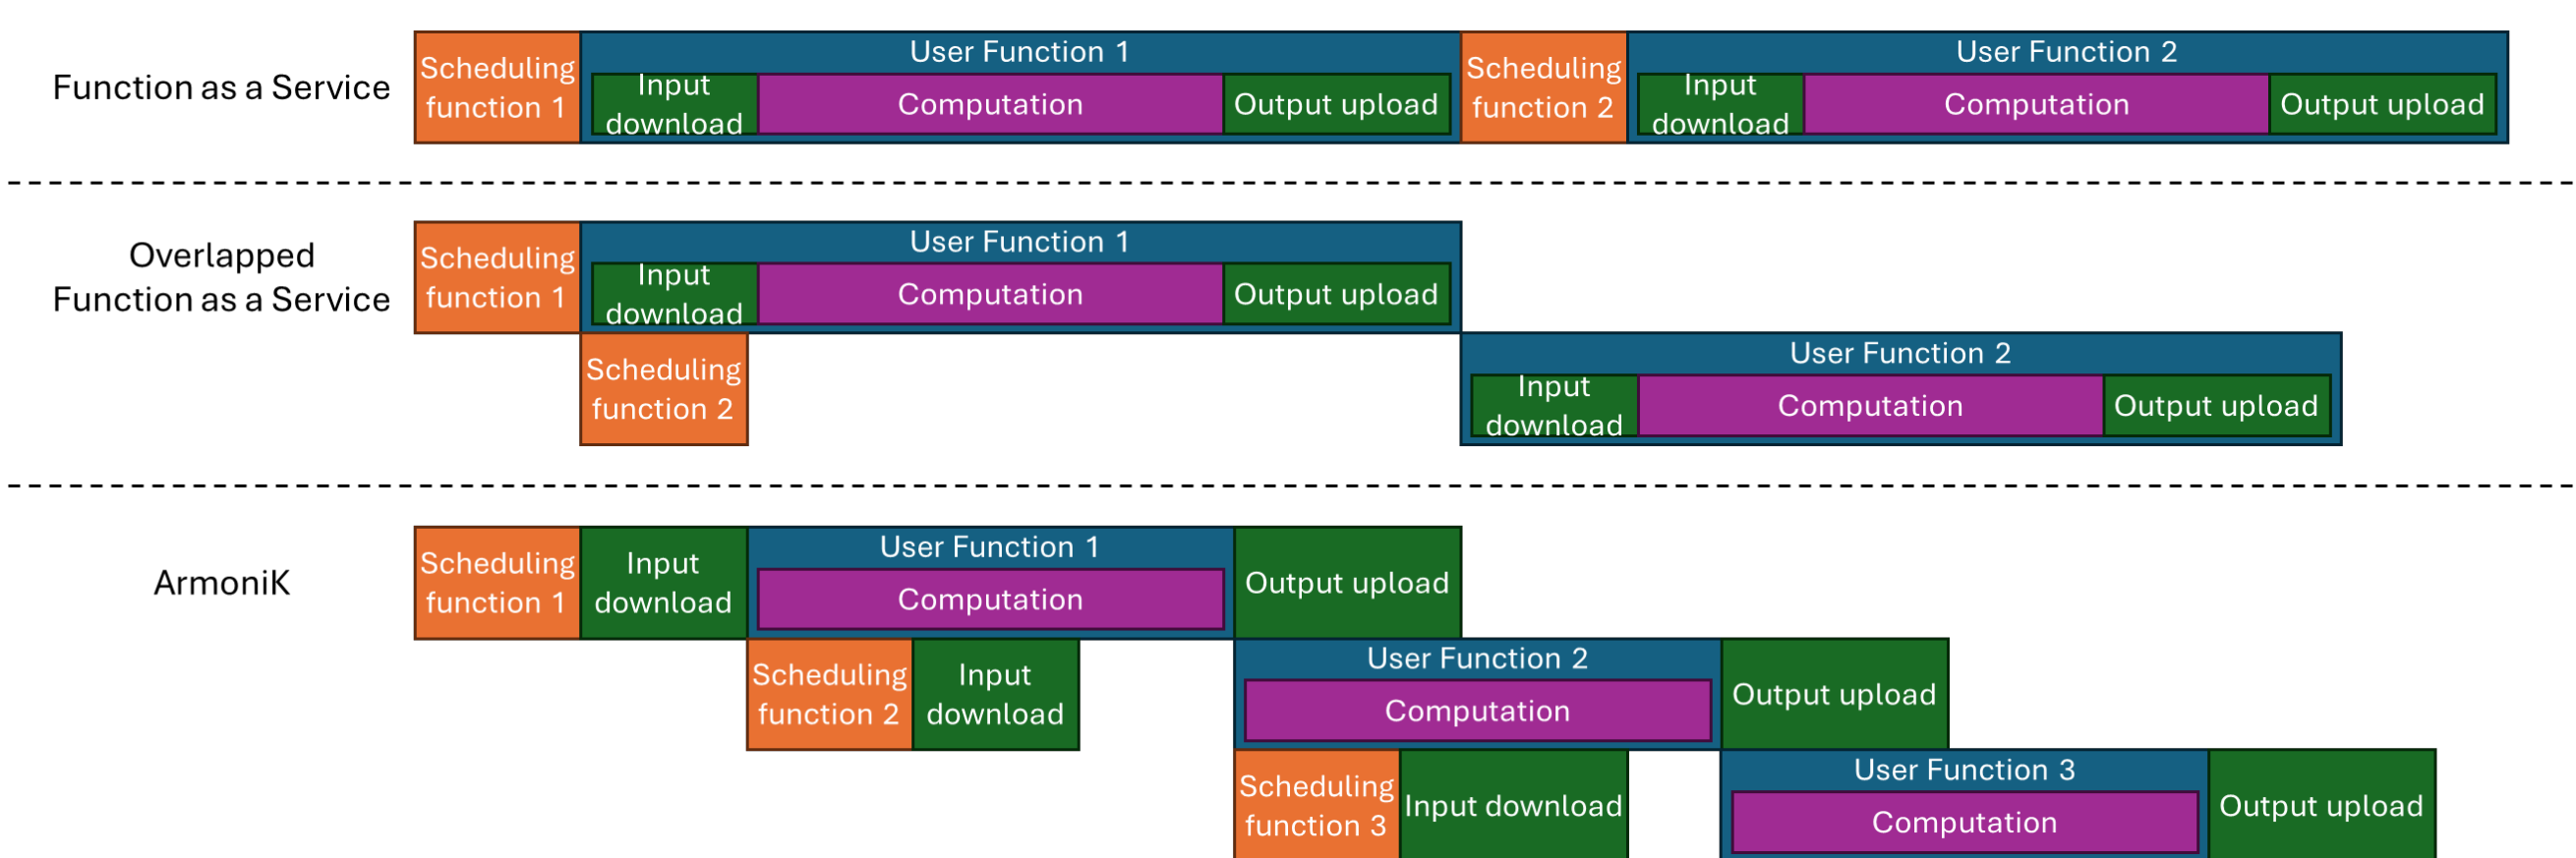 Function as a Service
Scheduling
function 1
User Function 1
Input
download
Computation
Output upload
Scheduling
function 2
User Function 2
Input
download
Computation
Output upload
Overlapped
Function as a Service
Scheduling
function 1
User Function 1
Input
download
Computation
Output upload
Scheduling
function 2
User Function 2
Input
download
Computation
Output upload
ArmoniK
Scheduling
function 1
Input
download
User Function 1
Computation
Output upload
Scheduling
function 2
Input
download
User Function 2
Computation
Output upload
Scheduling
function 3
Input download
User Function 3
Computation
Output upload